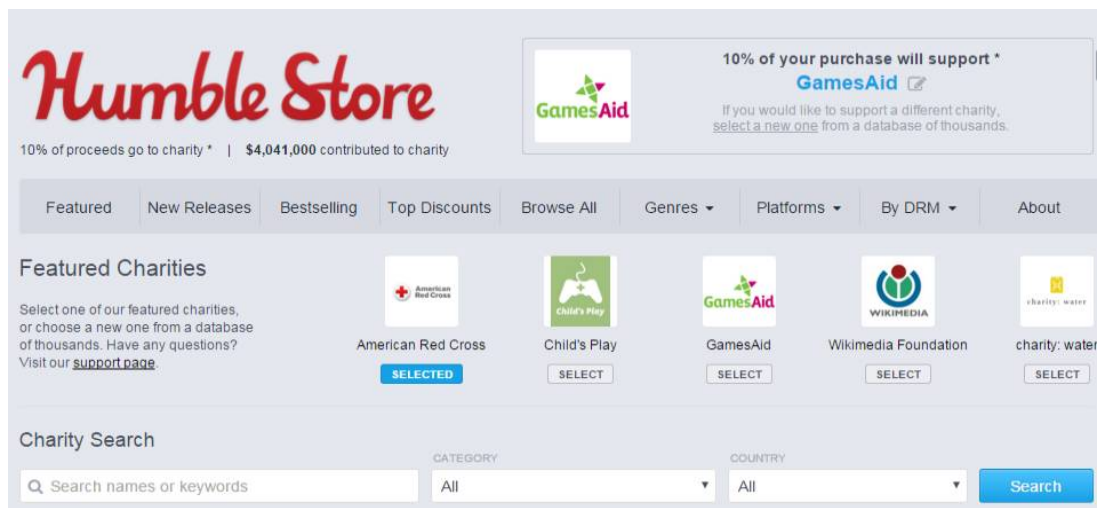 Humble Store
10% of proceeds go to charity * | $4,041,000 contributed to charity
GamesAid
10% of your purchase will support *
GamesAid
If you would like to support a different charity,
select a new one from a database of thousands.
Featured New Releases Bestselling Top Discounts Browse All Genres Platforms By DRM About
Featured Charities
Select one of our featured charities,
or choose a new one from a database
of thousands. Have any questions?
Visit our support page.
American
Red Cross
American Red Cross
SELECTED
Child's Play
Child's Play
SELECT
GamesAid
GamesAid
SELECT
WIKIMEDIA
Wikimedia Foundation
SELECT
charity: water
charity: water
SELECT
Charity Search
Search names or keywords
CATEGORY
All
COUNTRY
All
Search